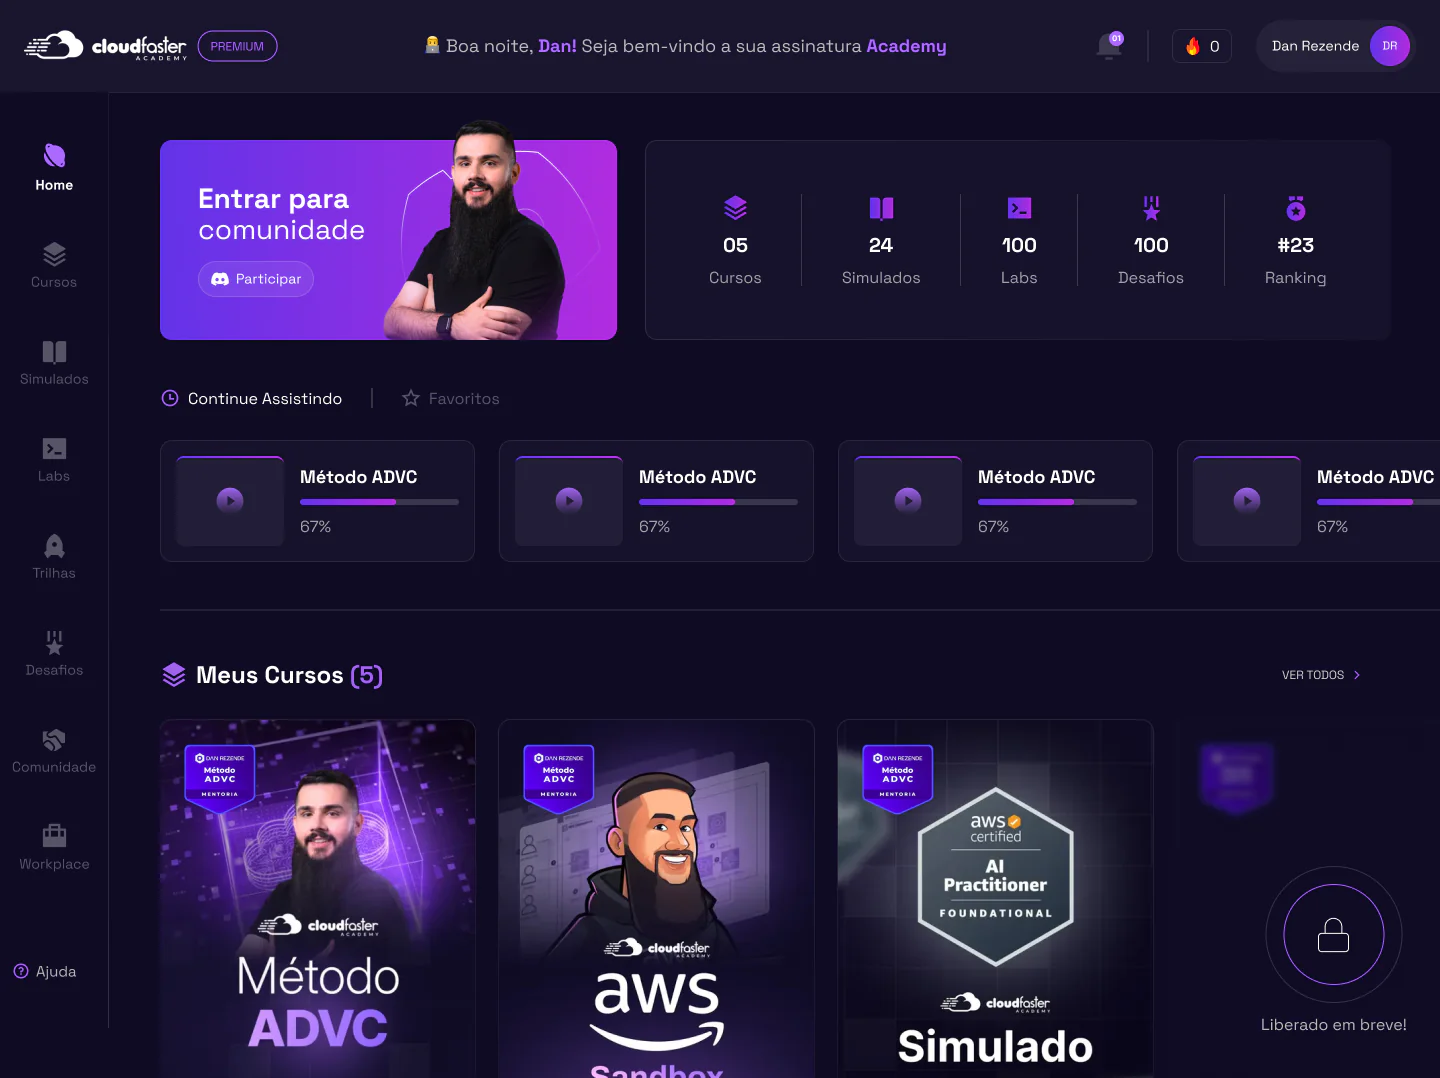 cloudfaster
ACADEMY
PREMIUM
Boa noite, Dan! Seja bem-vindo a sua assinatura Academy
01
0
Dan Rezende
DR
Home
Cursos
Simulados
Labs
Trilhas
Desafios
Comunidade
Workplace
Ajuda
Entrar para
comunidade
Participar
05
Cursos
24
Simulados
100
Labs
100
Desafios
#23
Ranking
Continue Assistindo
Favoritos
Método ADVC
67%
Método ADVC
67%
Método ADVC
67%
Método ADVC
67%
Meus Cursos (5)
VER TODOS
DAN REZENDE
Método
ADVC
MENTORIA
cloudfaster
ACADEMY
Método
ADVC
DAN REZENDE
Método
ADVC
MENTORIA
cloudfaster
ACADEMY
aws
Sandbox
DAN REZENDE
Método
ADVC
MENTORIA
aws
certified
AI
Practitioner
FOUNDATIONAL
cloudfaster
ACADEMY
Simulado
Liberado em breve!